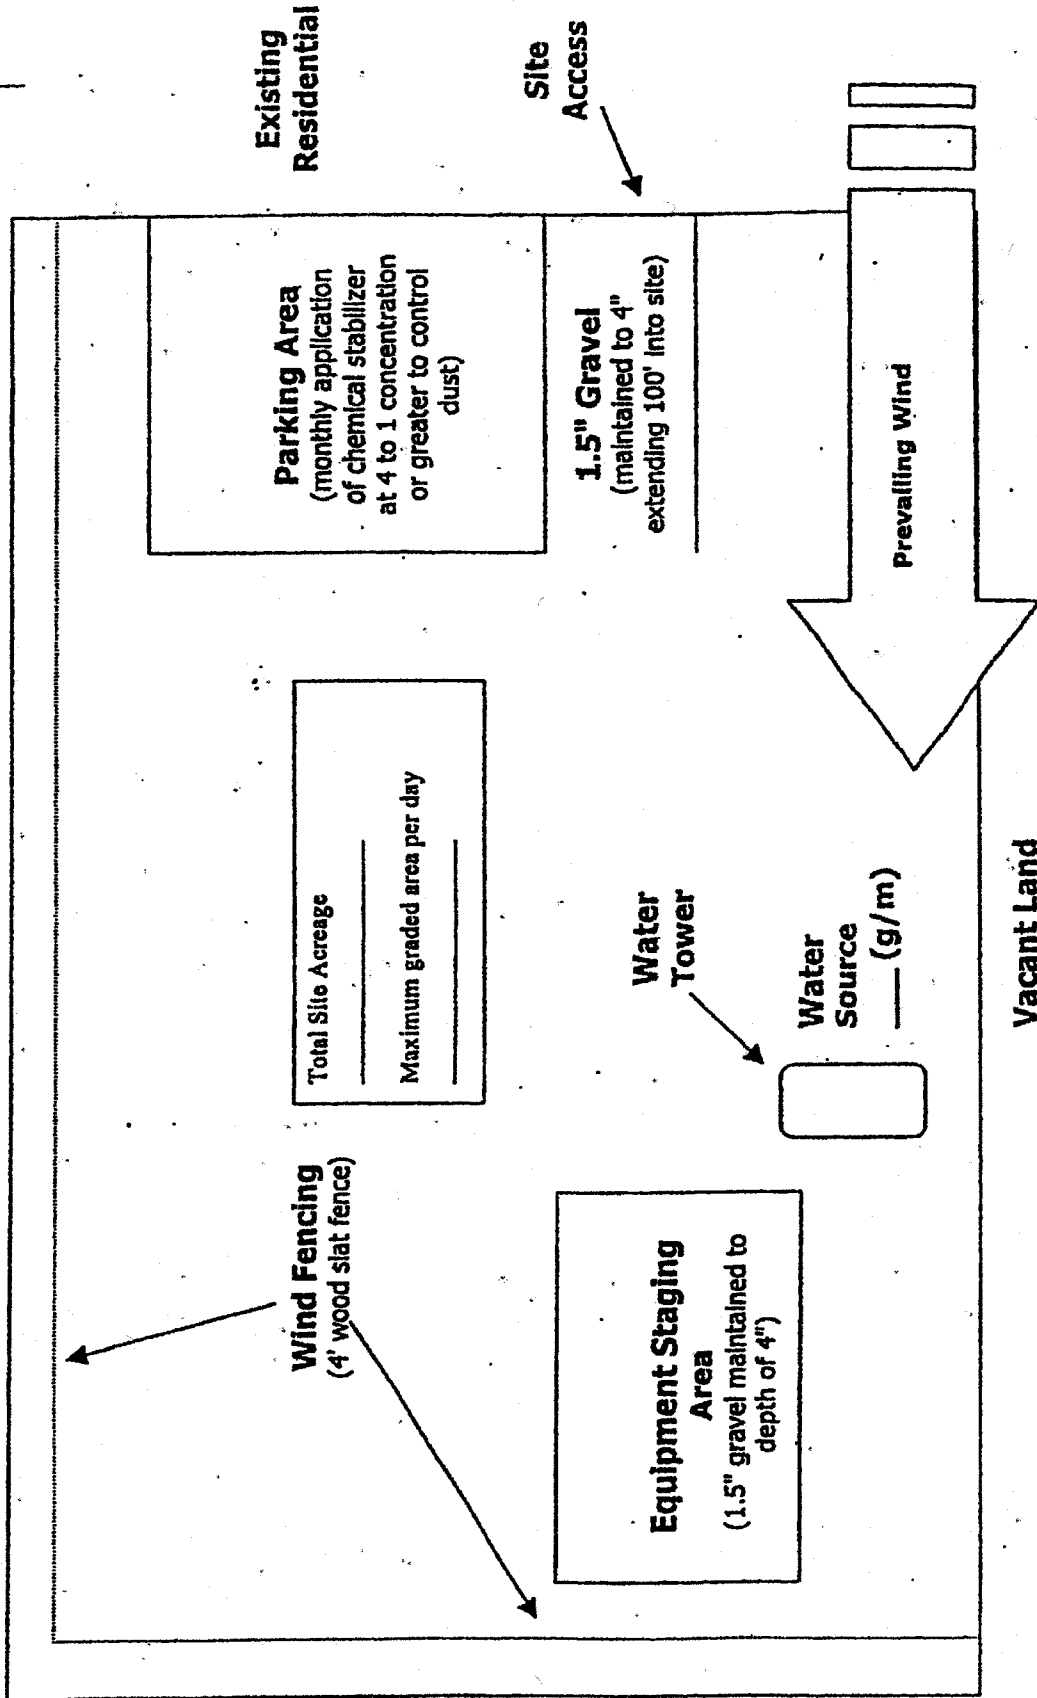 Existing
Residential
Site
Access
Parking Area
(monthly application
of chemical stabilizer
at 4 to 1 concentration
or greater to control
dust)
1.5" Gravel
(maintained to 4"
extending 100' into site)
Prevailing Wind
Total Site Acreage
Maximum graded area per day
Water
Tower
Water
Source
___ (g/m)
Vacant Land
Wind Fencing
(4' wood slat fence)
Equipment Staging
Area
(1.5" gravel maintained to
depth of 4")